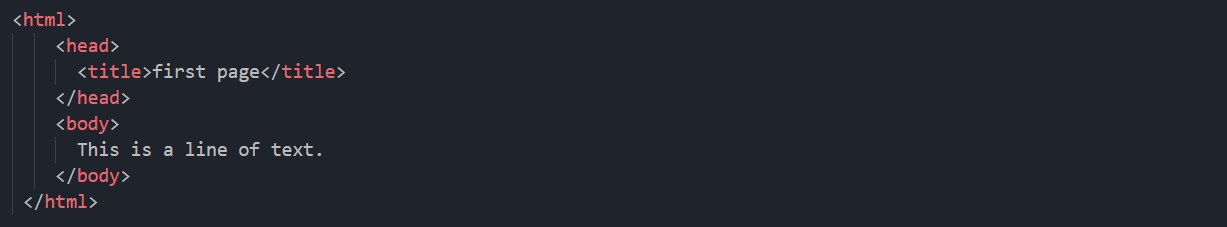 <html>
<head>
<title>first page</title>
</head>
<body>
This is a line of text.
</body>
</html>